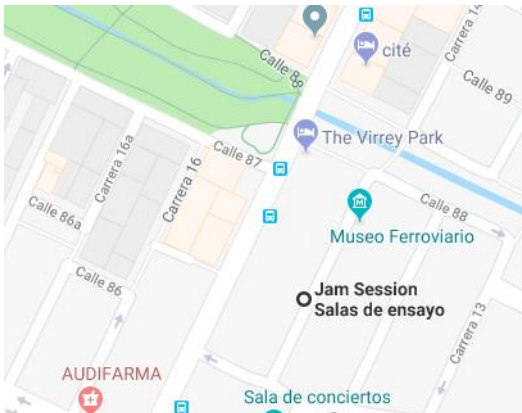 Carrera 14
cité
Calle 88
Calle 89
The Virrey Park
Calle 87
Carrera 16a
Carrera 16
Calle 88
Calle 86a
Museo Ferroviario
Calle 86
Jam Session
Salas de ensayo
Carrera 13
AUDIFARMA
Sala de conciertos